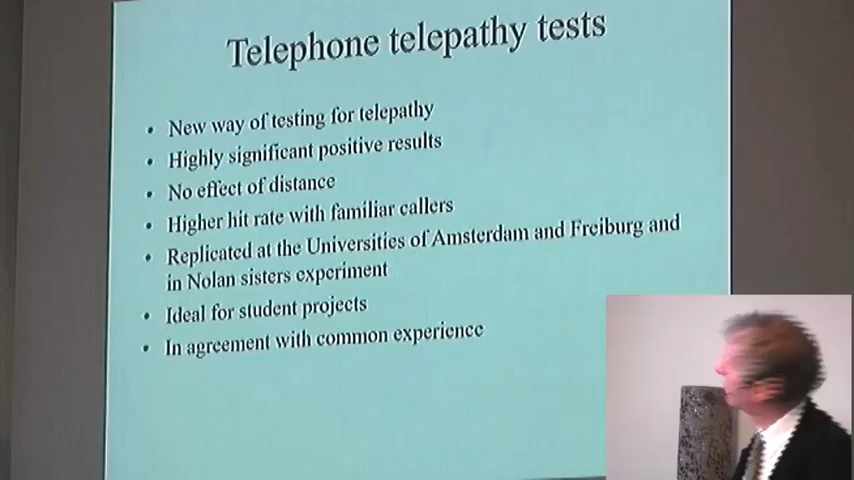 Telephone telepathy tests
• New way of testing for telepathy
• Highly significant positive results
• No effect of distance
• Higher hit rate with familiar callers
• Replicated at the Universities of Amsterdam and Freiburg and
in Nolan sisters experiment
• Ideal for student projects
• In agreement with common experience